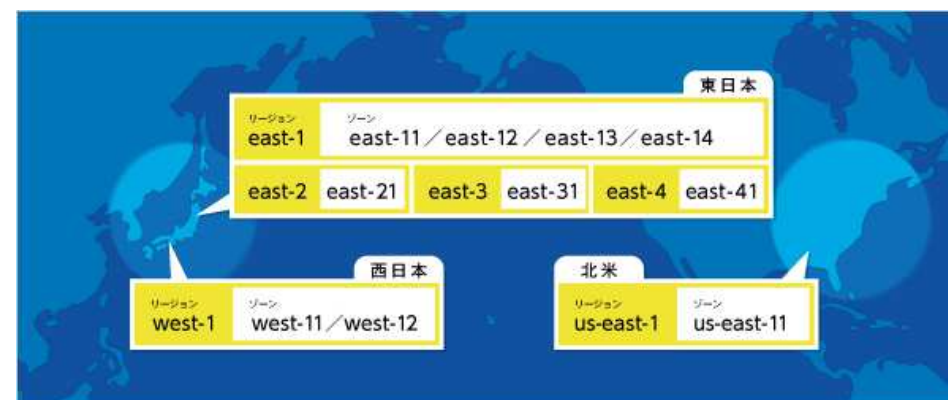 東日本
リージョン ゾーン
east-1 east-11／east-12／east-13／east-14
east-2 east-21 east-3 east-31 east-4 east-41
西日本
リージョン ゾーン
west-1 west-11／west-12
北米
リージョン ゾーン
us-east-1 us-east-11